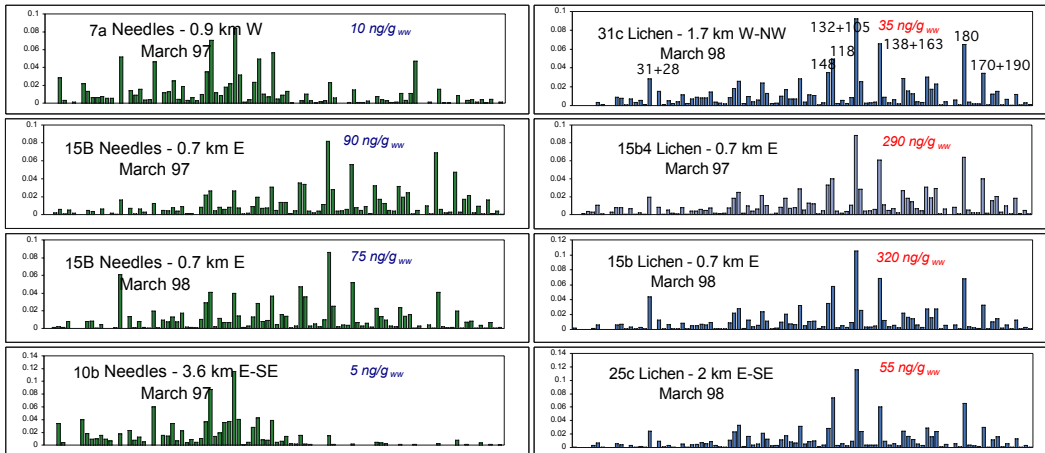 7a Needles - 0.9 km W
March 97
10 ng/g ww
0.1
0.08
0.06
0.04
0.02
0
31c Lichen - 1.7 km W-NW
March 98
35 ng/g ww
132+105
118
148
138+163
180
170+190
31+28
0.1
0.08
0.06
0.04
0.02
0
15B Needles - 0.7 km E
March 97
90 ng/g ww
0.1
0.08
0.06
0.04
0.02
0
15b4 Lichen - 0.7 km E
March 97
290 ng/g ww
0.1
0.08
0.06
0.04
0.02
0
15B Needles - 0.7 km E
March 98
75 ng/g ww
0.1
0.08
0.06
0.04
0.02
0
15b Lichen - 0.7 km E
March 98
320 ng/g ww
0.12
0.1
0.08
0.06
0.04
0.02
0
10b Needles - 3.6 km E-SE
March 97
5 ng/g ww
0.14
0.12
0.1
0.08
0.06
0.04
0.02
0
25c Lichen - 2 km E-SE
March 98
55 ng/g ww
0.14
0.12
0.1
0.08
0.06
0.04
0.02
0